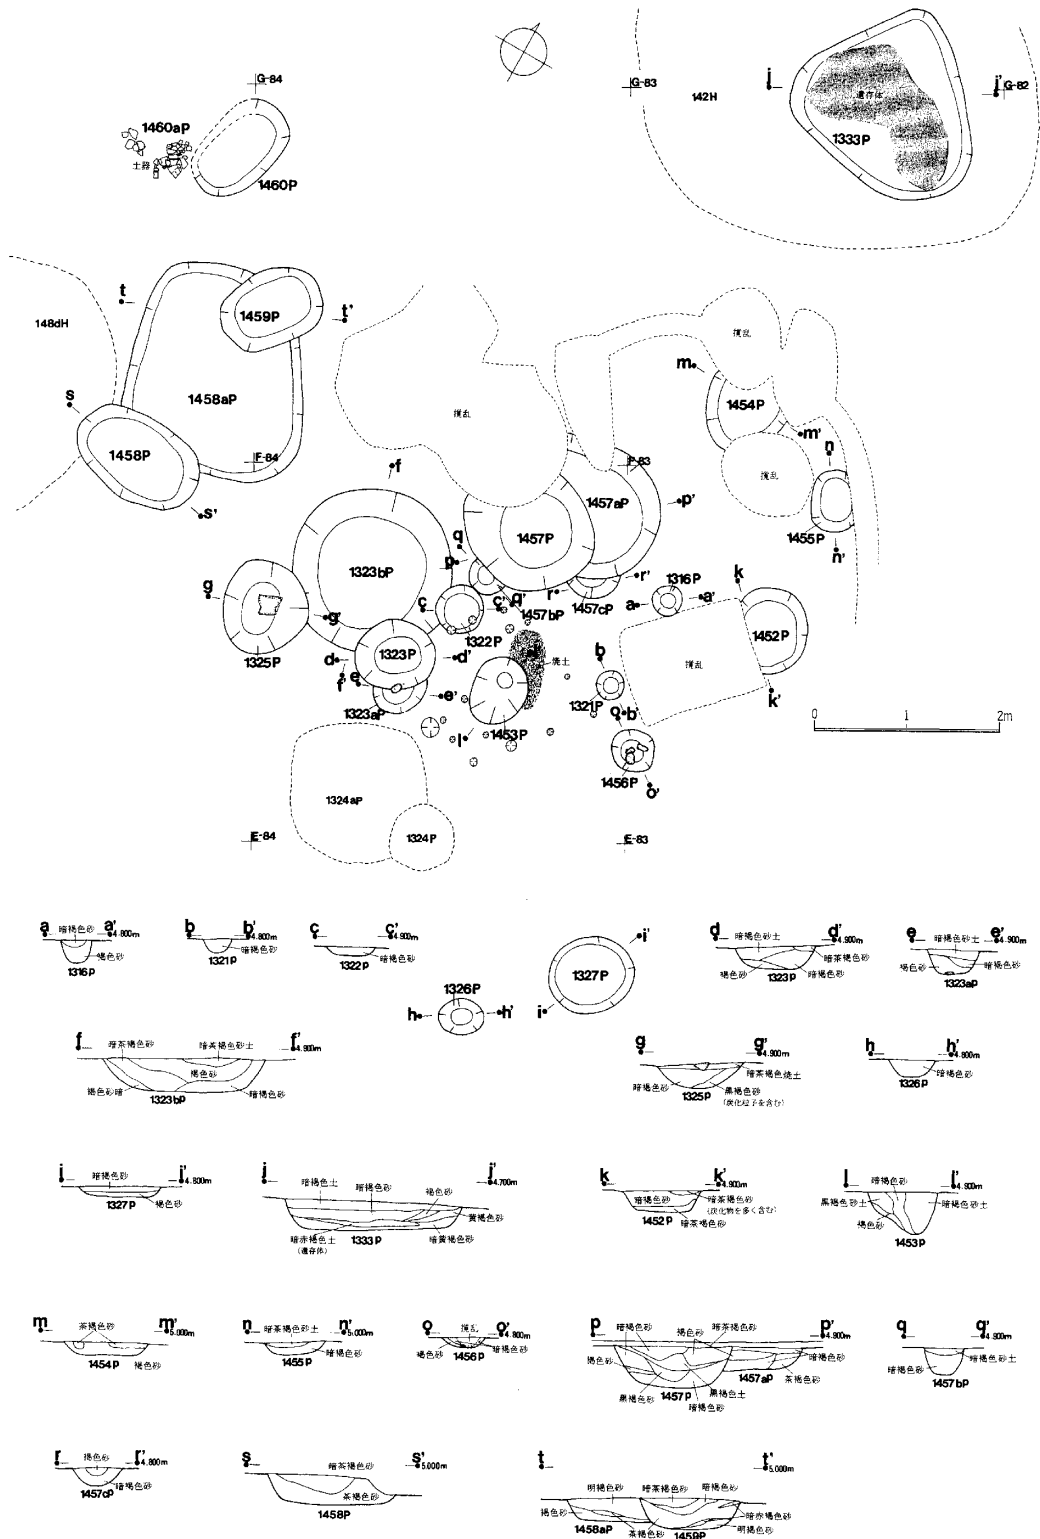 G-84
1460aP
土器
1460P
G-83
142H
j
j'
G-82
遺存体
1333P
t
t'
148dH
1459P
1458aP
s
1458P
F-84
s'
撹乱
撹乱
m
1454P
m'
撹乱
n
1455P
n'
f
F-83
1457aP
p'
1457P
q
p
1323bP
r
r'
1457cP
q'
1457bP
1316P
a
a'
k
1452P
k'
g
g'
1325P
c
c'
1322P
1323P
d
d'
f'
e
e'
1323aP
焼土
1453P
l
b
1321P
b'
o
撹乱
1456P
o'
0 1 2m
1324aP
1324P
E-84
E-83
a 暗褐色砂 a' 4.800m
褐色砂
1316P
b b' 4.800m
暗褐色砂
1321P
c c' 4.900m
暗褐色砂
1322P
i'
1327P
i
1326P
h h'
d 暗褐色砂土 d' 4.900m
暗茶褐色砂
褐色砂 暗褐色砂
1323P
e 暗褐色砂土 e' 4.900m
褐色砂 暗褐色砂
1323aP
f 暗茶褐色砂 暗茶褐色砂土 f' 4.900m
褐色砂
褐色砂暗 暗褐色砂
1323bP
g g' 4.900m
暗茶褐色焼土
暗褐色砂 黒褐色砂
(炭化粒子を含む)
1325P
h h' 4.800m
暗褐色砂
1326P
i 暗褐色砂 i' 4.800m
褐色砂
1327P
j 暗褐色土 暗褐色砂 褐色砂 j' 4.700m
黄褐色砂
暗赤褐色土
(遺存体)
暗黄褐色砂
1333P
k k' 4.900m
暗褐色砂 暗茶褐色砂
(炭化物を多く含む)
暗茶褐色砂
1452P
l 暗褐色砂 l' 4.900m
黒褐色砂土 暗褐色砂土
褐色砂
1453P
m 茶褐色砂 m' 5.000m
褐色砂
1454P
n 暗茶褐色砂土 n' 5.000m
暗褐色砂
1455P
o 撹乱 o' 4.800m
褐色砂 暗褐色砂
1456P
p 暗褐色砂 褐色砂 暗茶褐色砂 p' 4.900m
褐色砂 暗褐色砂
茶褐色砂
1457aP
黒褐色砂 1457P 黒褐色土
暗褐色砂
q q' 4.900m
暗褐色砂土
1457bP
r 褐色砂 r' 4.800m
暗褐色砂
1457cP
s 暗茶褐色砂 s' 5.000m
茶褐色砂
1458P
t t' 5.000m
明褐色砂 暗茶褐色砂 暗褐色砂
褐色砂 暗赤褐色砂
1458aP 茶褐色砂 1459P 明褐色砂